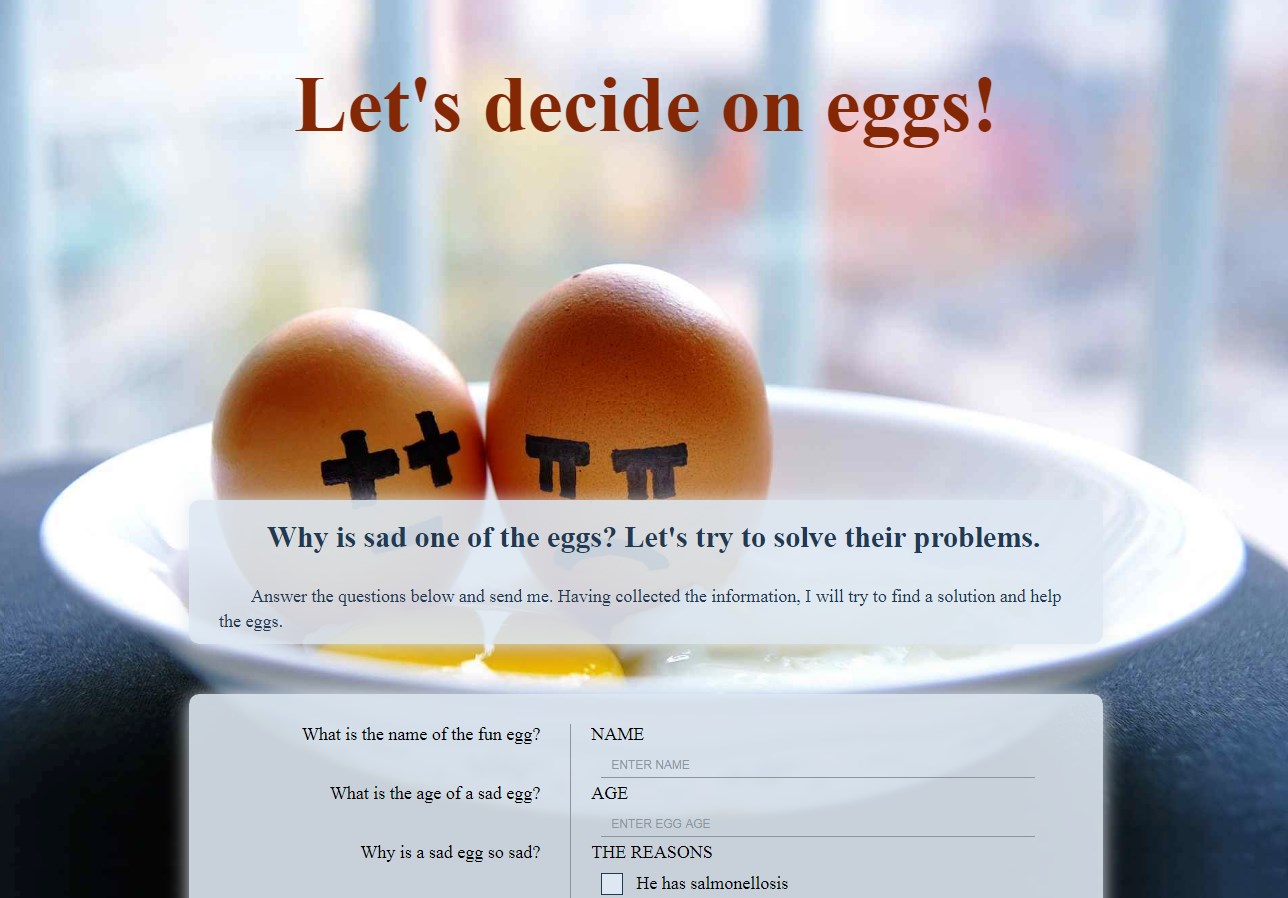 Let's decide on eggs!
Why is sad one of the eggs? Let's try to solve their problems.
Answer the questions below and send me. Having collected the information, I will try to find a solution and help
the eggs.
What is the name of the fun egg?
NAME
ENTER NAME
What is the age of a sad egg?
AGE
ENTER EGG AGE
Why is a sad egg so sad?
THE REASONS
He has salmonellosis